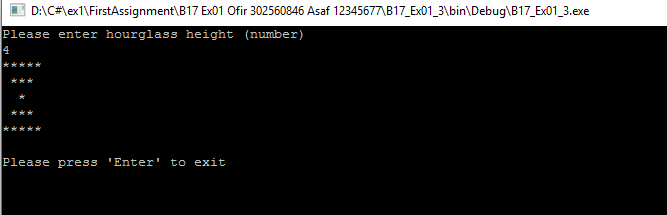 D:\C#\ex1\FirstAssignment\B17 Ex01 Ofir 302560846 Asaf 12345677\B17_Ex01_3\bin\Debug\B17_Ex01_3.exe
Please enter hourglass height (number)
4
*****
 ***
  *
 ***
*****
Please press 'Enter' to exit